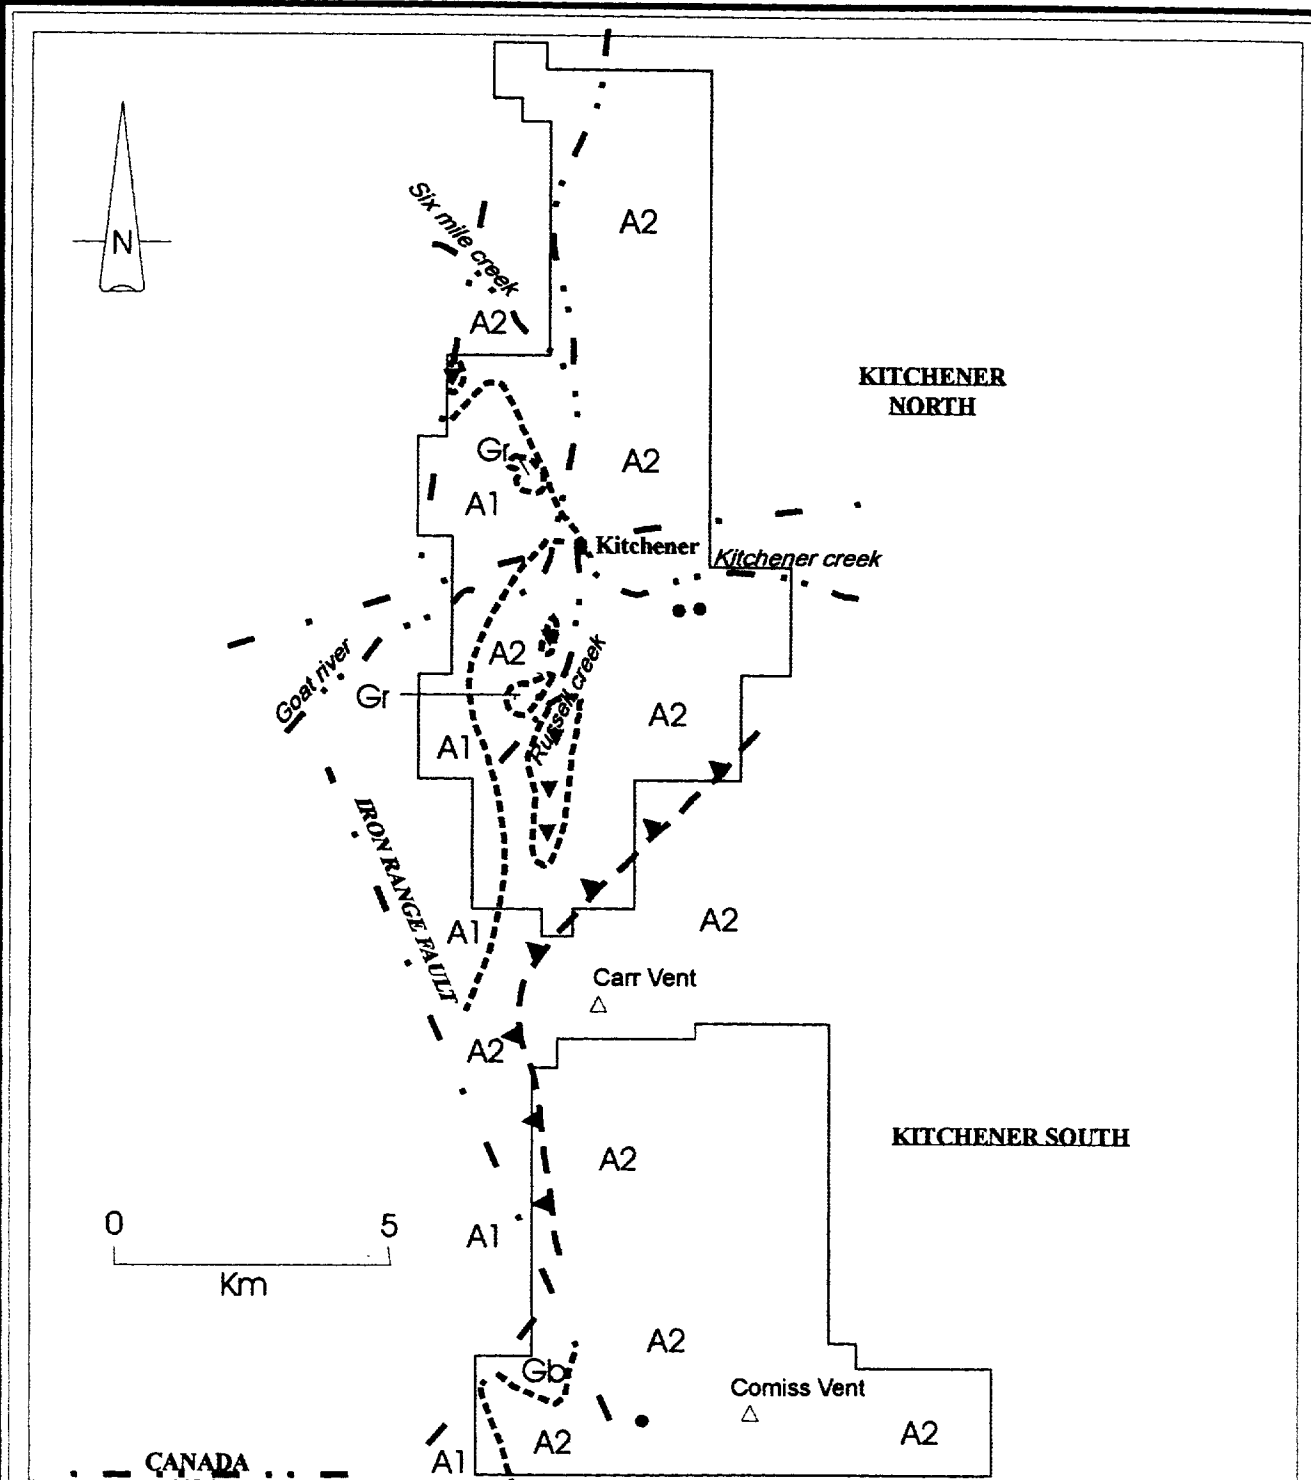 N
Six mile creek
A2
A2
KITCHENER
NORTH
Gr
A2
A1
Kitchener
Kitchener creek
A2
Russell creek
Goat river
Gr
A2
A1
IRON RANGE FAULT
A2
A1
Carr Vent
A2
KITCHENER SOUTH
A2
0
5
A1
Km
A2
Gb
Comiss Vent
A2
A2
A1
CANADA